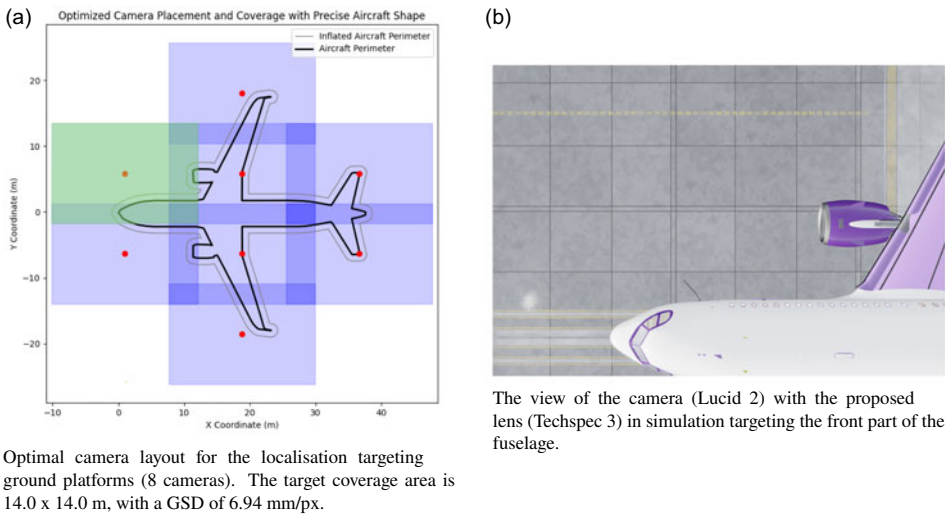 (a)
Optimized Camera Placement and Coverage with Precise Aircraft Shape
Inflated Aircraft Perimeter
Aircraft Perimeter
20
10
0
−10
−20
Y Coordinate (m)
−10
0
10
20
30
40
X Coordinate (m)
Optimal camera layout for the localisation targeting
ground platforms (8 cameras). The target coverage area is
14.0 x 14.0 m, with a GSD of 6.94 mm/px.
(b)
The view of the camera (Lucid 2) with the proposed
lens (Techspec 3) in simulation targeting the front part of the
fuselage.